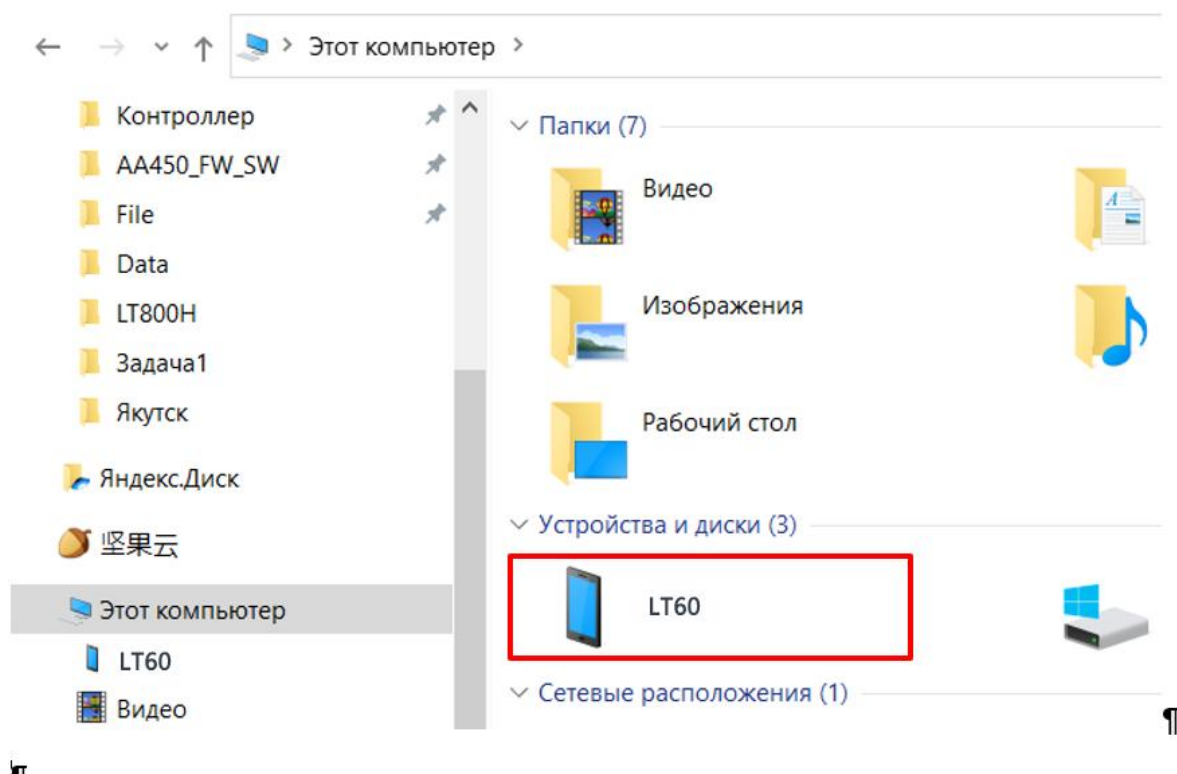 Этот компьютер
Контроллер
AA450_FW_SW
File
Data
LT800H
Задача1
Якутск
Яндекс.Диск
坚果云
Этот компьютер
LT60
Видео
Папки (7)
Видео
Изображения
Рабочий стол
Устройства и диски (3)
LT60
Сетевые расположения (1)
¶
¶